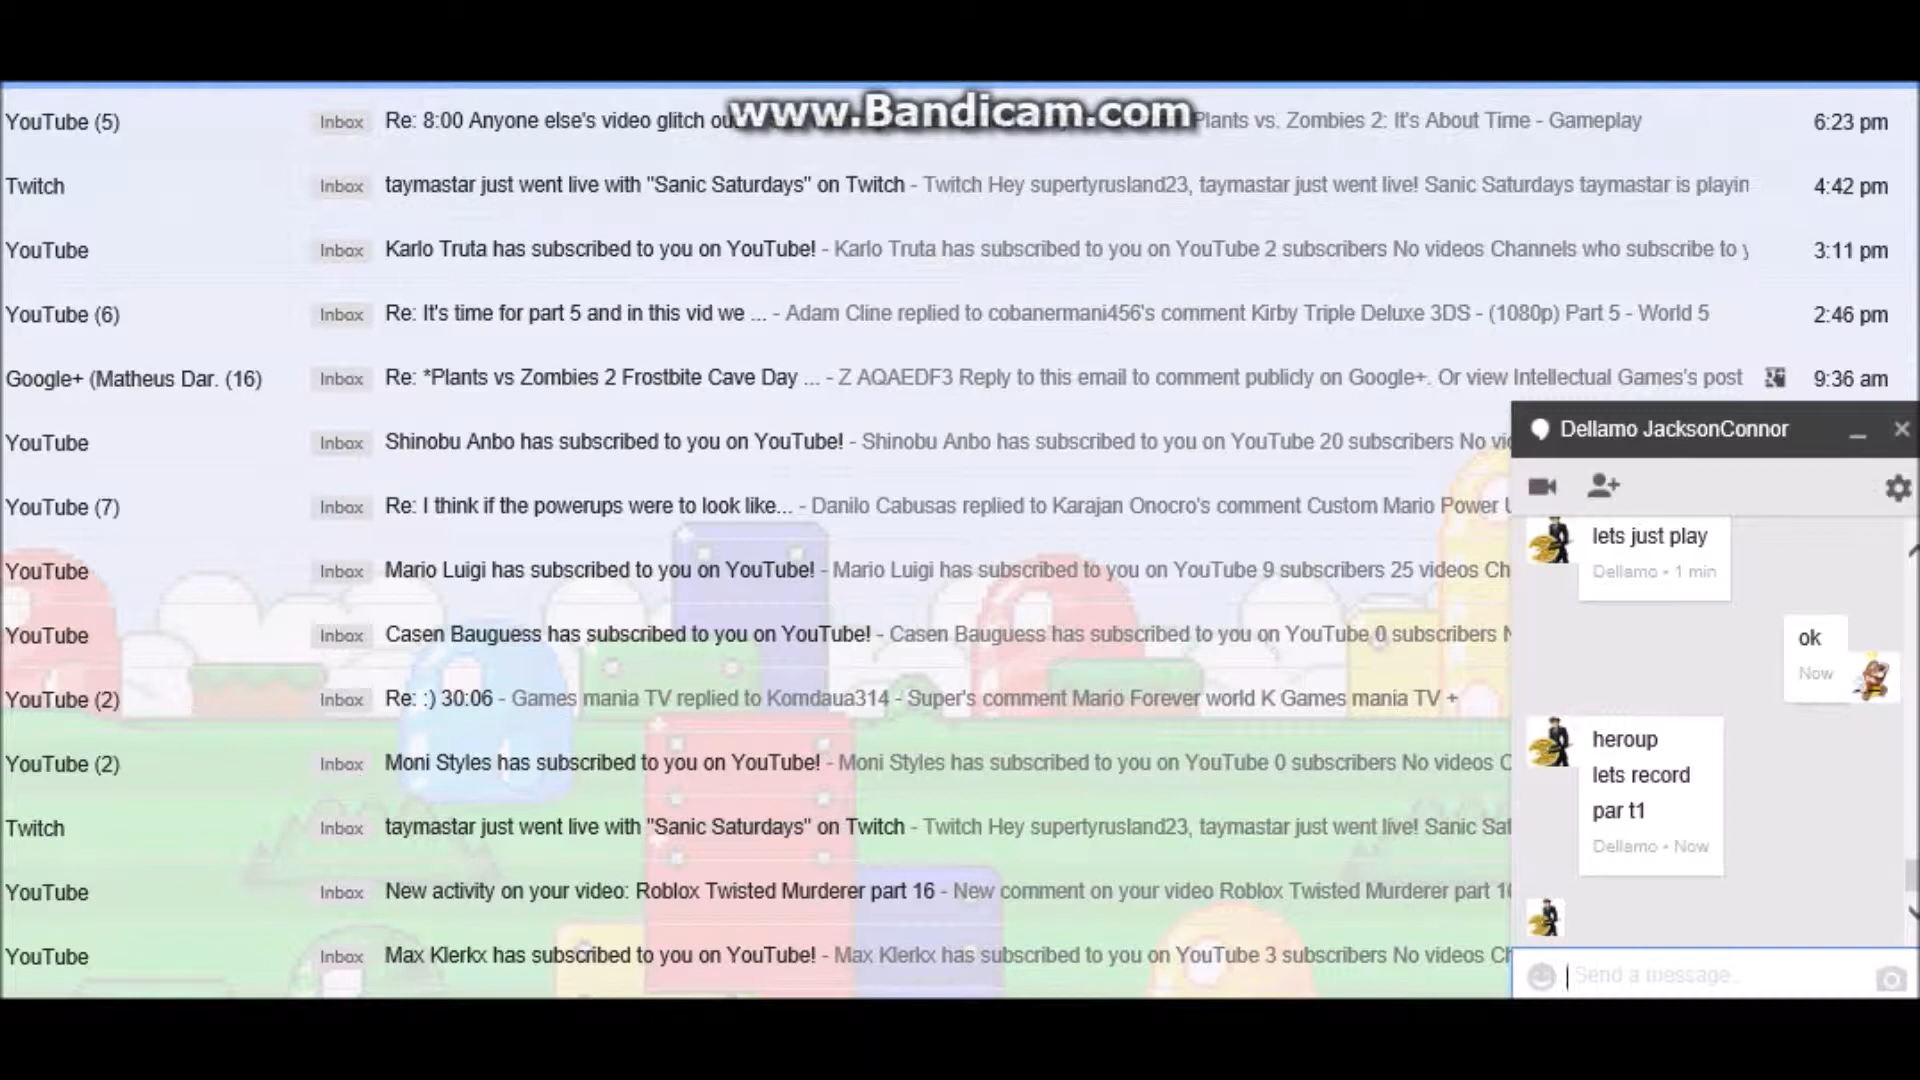 www.Bandicam.com
YouTube (5) Inbox Re: 8:00 Anyone else's video glitch ou Plants vs. Zombies 2: It's About Time - Gameplay 6:23 pm
Twitch Inbox taymastar just went live with "Sanic Saturdays" on Twitch - Twitch Hey supertyrusland23, taymastar just went live! Sanic Saturdays taymastar is playin 4:42 pm
YouTube Inbox Karlo Truta has subscribed to you on YouTube! - Karlo Truta has subscribed to you on YouTube 2 subscribers No videos Channels who subscribe to y 3:11 pm
YouTube (6) Inbox Re: It's time for part 5 and in this vid we ... - Adam Cline replied to cobanermani456's comment Kirby Triple Deluxe 3DS - (1080p) Part 5 - World 5 2:46 pm
Google+ (Matheus Dar. (16) Inbox Re: *Plants vs Zombies 2 Frostbite Cave Day ... - Z AQAEDF3 Reply to this email to comment publicly on Google+. Or view Intellectual Games's post 9:36 am
YouTube Inbox Shinobu Anbo has subscribed to you on YouTube! - Shinobu Anbo has subscribed to you on YouTube 20 subscribers No vi
YouTube (7) Inbox Re: I think if the powerups were to look like... - Danilo Cabusas replied to Karajan Onocro's comment Custom Mario Power
YouTube Inbox Mario Luigi has subscribed to you on YouTube! - Mario Luigi has subscribed to you on YouTube 9 subscribers 25 videos Ch
YouTube Inbox Casen Bauguess has subscribed to you on YouTube! - Casen Bauguess has subscribed to you on YouTube 0 subscribers
YouTube (2) Inbox Re: :) 30:06 - Games mania TV replied to Komdaua314 - Super's comment Mario Forever world K Games mania TV +
YouTube (2) Inbox Moni Styles has subscribed to you on YouTube! - Moni Styles has subscribed to you on YouTube 0 subscribers No videos
Twitch Inbox taymastar just went live with "Sanic Saturdays" on Twitch - Twitch Hey supertyrusland23, taymastar just went live! Sanic Sat
YouTube Inbox New activity on your video: Roblox Twisted Murderer part 16 - New comment on your video Roblox Twisted Murderer part 16
YouTube Inbox Max Klerkx has subscribed to you on YouTube! - Max Klerkx has subscribed to you on YouTube 3 subscribers No videos Ch
Dellamo JacksonConnor
lets just play
Dellamo • 1 min
ok
Now
heroup
lets record
par t1
Dellamo • Now
Send a message...